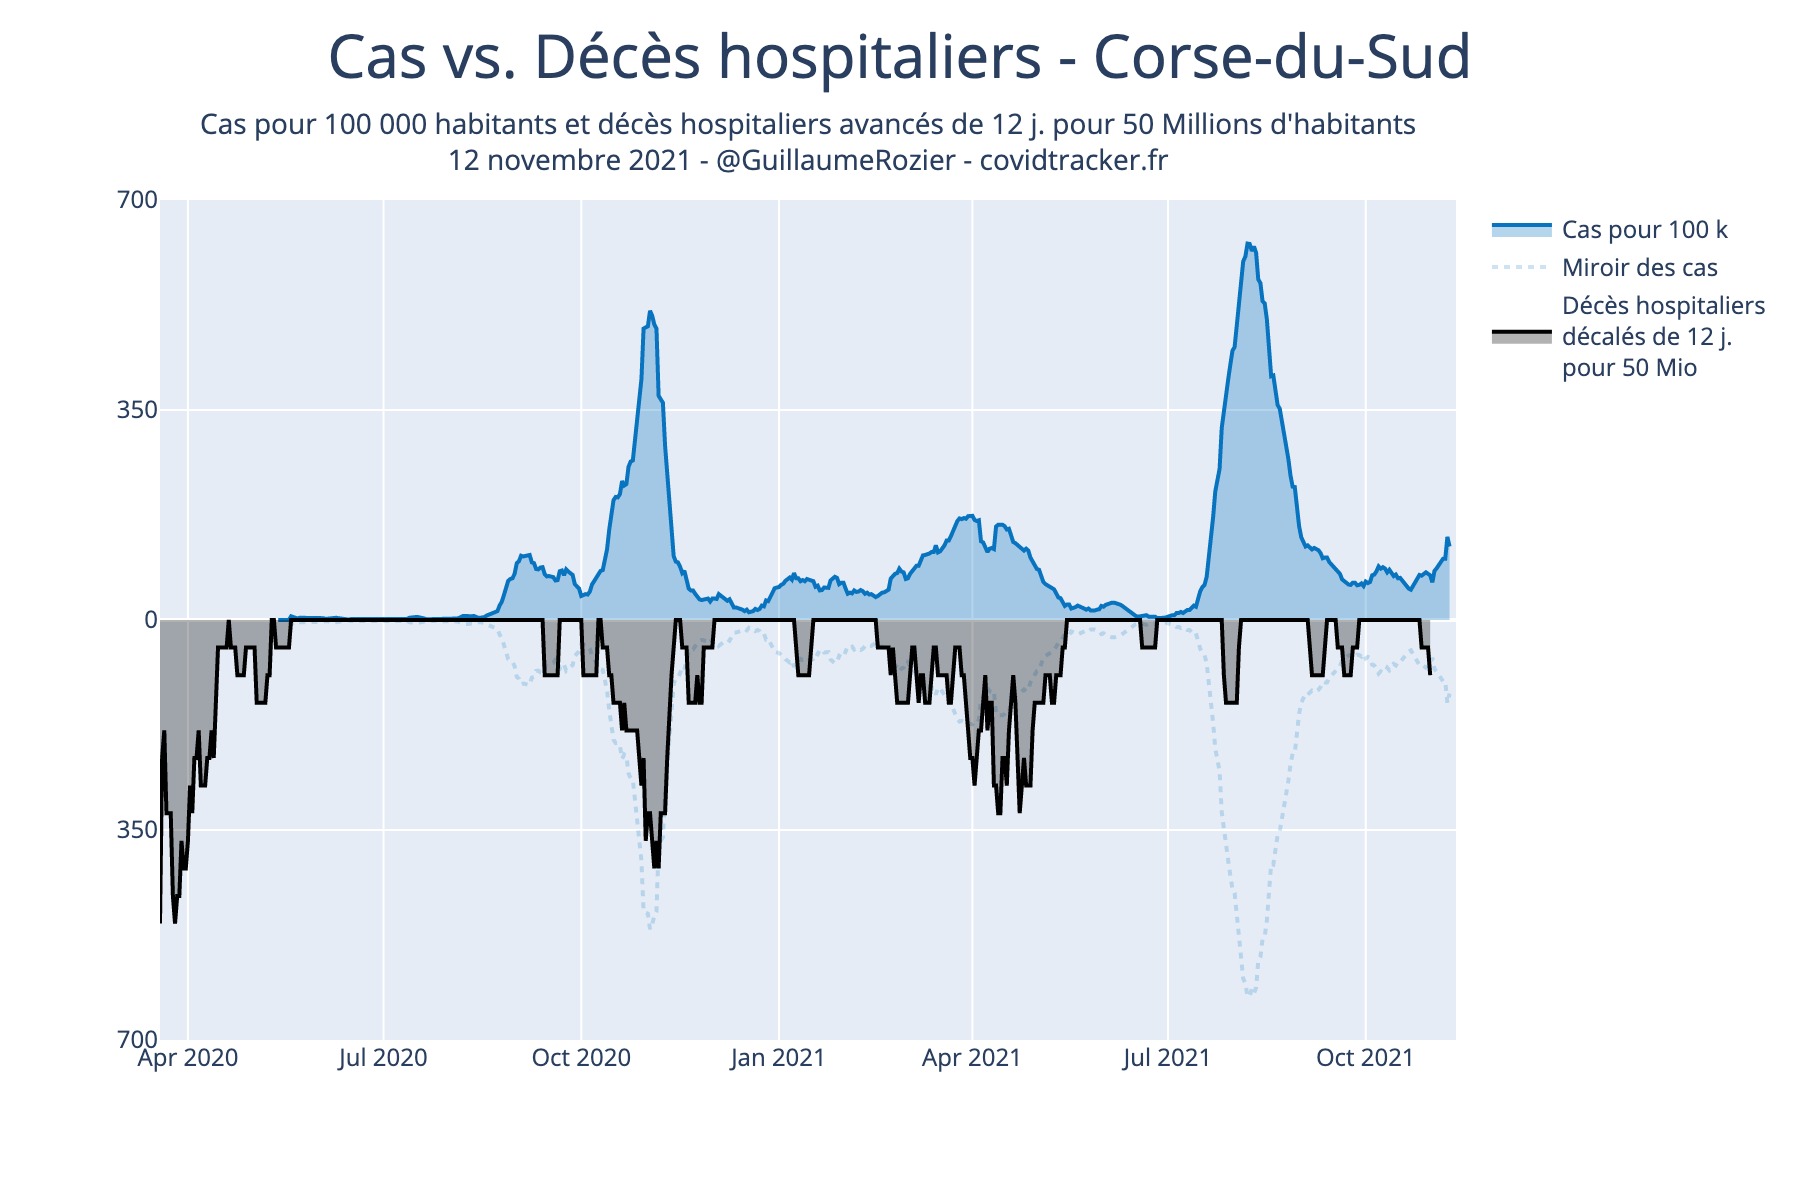 Cas vs. Décès hospitaliers - Corse-du-Sud
Cas pour 100 000 habitants et décès hospitaliers avancés de 12 j. pour 50 Millions d'habitants
12 novembre 2021 - @GuillaumeRozier - covidtracker.fr
700
350
0
350
700
Apr 2020
Jul 2020
Oct 2020
Jan 2021
Apr 2021
Jul 2021
Oct 2021
Cas pour 100 k
Miroir des cas
Décès hospitaliers
décalés de 12 j.
pour 50 Mio